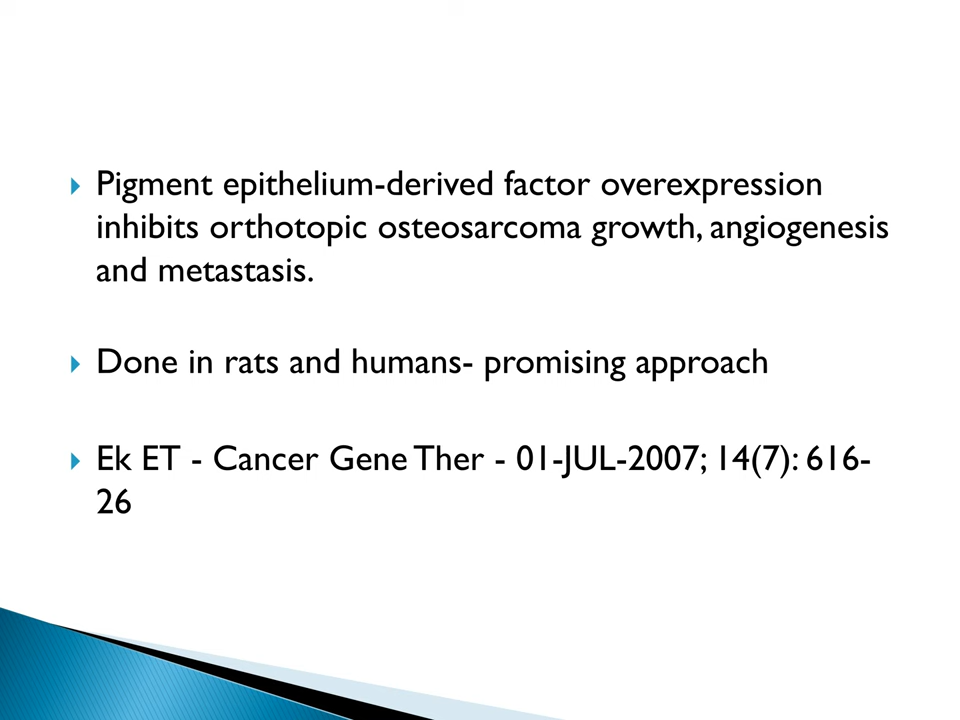 Pigment epithelium-derived factor overexpression
inhibits orthotopic osteosarcoma growth, angiogenesis
and metastasis.
Done in rats and humans- promising approach
Ek ET - Cancer Gene Ther - 01-JUL-2007; 14(7): 616-
26